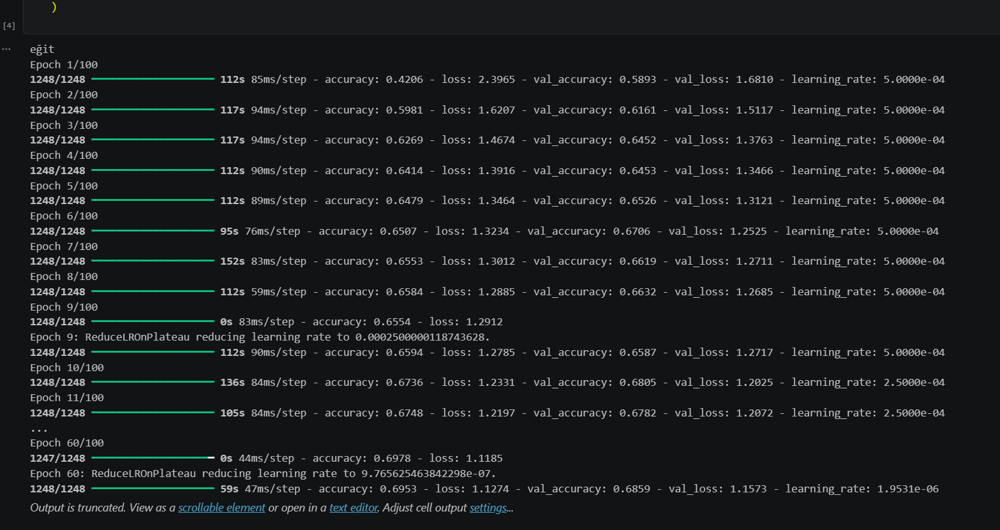 )
[4]
...
eğit
Epoch 1/100
1248/1248 ━━━━━━━━━━━━━━━━━━━━ 112s 85ms/step - accuracy: 0.4206 - loss: 2.3965 - val_accuracy: 0.5893 - val_loss: 1.6810 - learning_rate: 5.0000e-04
Epoch 2/100
1248/1248 ━━━━━━━━━━━━━━━━━━━━ 117s 94ms/step - accuracy: 0.5981 - loss: 1.6207 - val_accuracy: 0.6161 - val_loss: 1.5117 - learning_rate: 5.0000e-04
Epoch 3/100
1248/1248 ━━━━━━━━━━━━━━━━━━━━ 117s 94ms/step - accuracy: 0.6269 - loss: 1.4674 - val_accuracy: 0.6452 - val_loss: 1.3763 - learning_rate: 5.0000e-04
Epoch 4/100
1248/1248 ━━━━━━━━━━━━━━━━━━━━ 112s 90ms/step - accuracy: 0.6414 - loss: 1.3916 - val_accuracy: 0.6453 - val_loss: 1.3466 - learning_rate: 5.0000e-04
Epoch 5/100
1248/1248 ━━━━━━━━━━━━━━━━━━━━ 112s 89ms/step - accuracy: 0.6479 - loss: 1.3464 - val_accuracy: 0.6526 - val_loss: 1.3121 - learning_rate: 5.0000e-04
Epoch 6/100
1248/1248 ━━━━━━━━━━━━━━━━━━━━ 95s 76ms/step - accuracy: 0.6507 - loss: 1.3234 - val_accuracy: 0.6706 - val_loss: 1.2525 - learning_rate: 5.0000e-04
Epoch 7/100
1248/1248 ━━━━━━━━━━━━━━━━━━━━ 152s 83ms/step - accuracy: 0.6553 - loss: 1.3012 - val_accuracy: 0.6619 - val_loss: 1.2711 - learning_rate: 5.0000e-04
Epoch 8/100
1248/1248 ━━━━━━━━━━━━━━━━━━━━ 112s 59ms/step - accuracy: 0.6584 - loss: 1.2885 - val_accuracy: 0.6632 - val_loss: 1.2685 - learning_rate: 5.0000e-04
Epoch 9/100
1248/1248 ━━━━━━━━━━━━━━━━━━━━ 0s 83ms/step - accuracy: 0.6554 - loss: 1.2912
Epoch 9: ReduceLROnPlateau reducing learning rate to 0.0002500000118743628.
1248/1248 ━━━━━━━━━━━━━━━━━━━━ 112s 90ms/step - accuracy: 0.6594 - loss: 1.2785 - val_accuracy: 0.6587 - val_loss: 1.2717 - learning_rate: 5.0000e-04
Epoch 10/100
1248/1248 ━━━━━━━━━━━━━━━━━━━━ 136s 84ms/step - accuracy: 0.6736 - loss: 1.2331 - val_accuracy: 0.6805 - val_loss: 1.2025 - learning_rate: 2.5000e-04
Epoch 11/100
1248/1248 ━━━━━━━━━━━━━━━━━━━━ 105s 84ms/step - accuracy: 0.6748 - loss: 1.2197 - val_accuracy: 0.6782 - val_loss: 1.2072 - learning_rate: 2.5000e-04
...
Epoch 60/100
1247/1248 ━━━━━━━━━━━━━━━━━━━━ 0s 44ms/step - accuracy: 0.6978 - loss: 1.1185
Epoch 60: ReduceLROnPlateau reducing learning rate to 9.765625463842298e-07.
1248/1248 ━━━━━━━━━━━━━━━━━━━━ 59s 47ms/step - accuracy: 0.6953 - loss: 1.1274 - val_accuracy: 0.6859 - val_loss: 1.1573 - learning_rate: 1.9531e-06
Output is truncated. View as a scrollable element or open in a text editor. Adjust cell output settings...